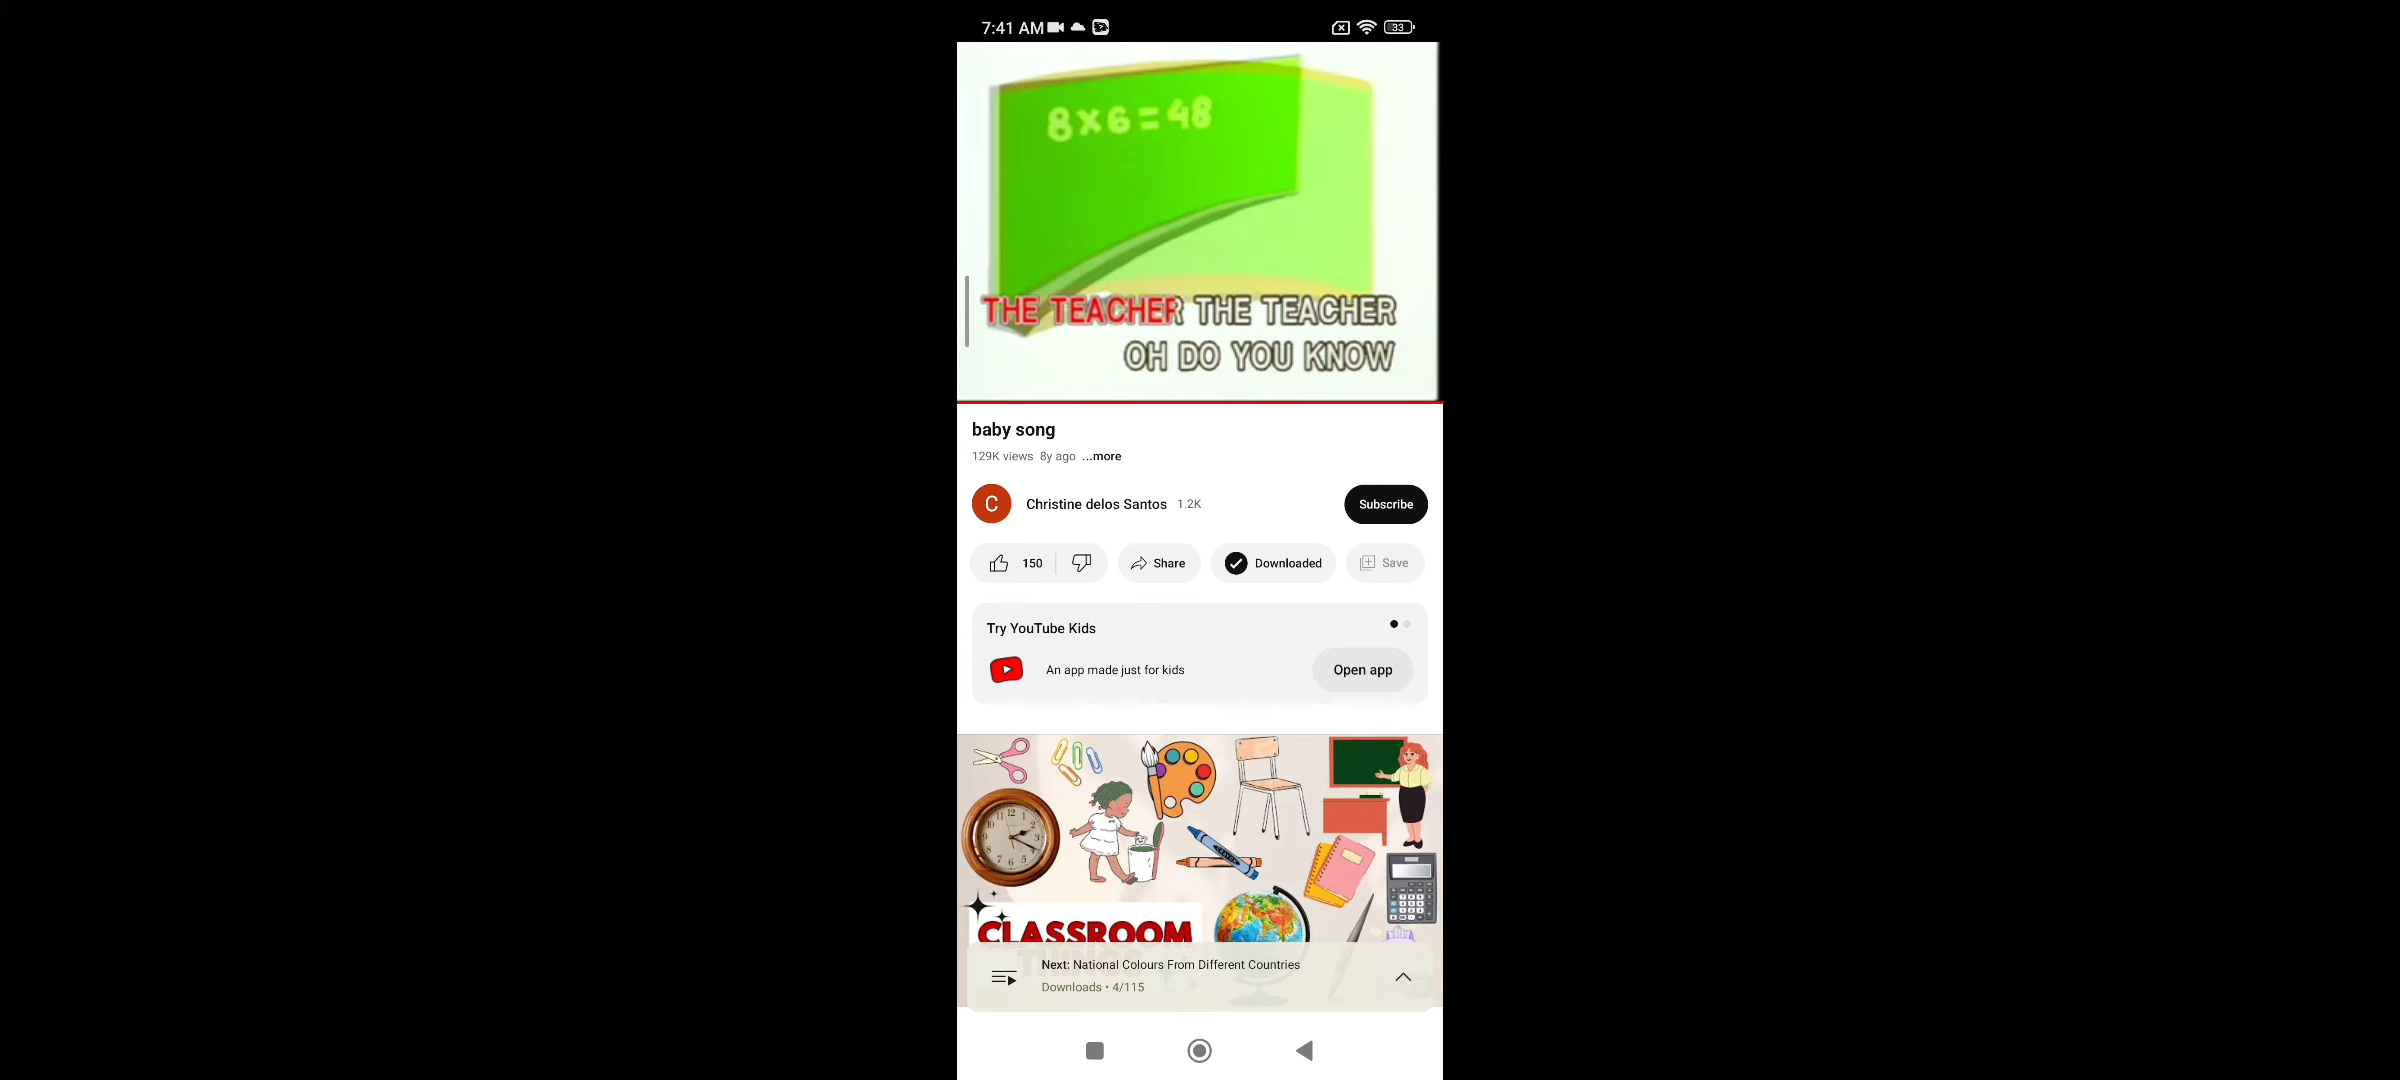 7:41 AM
33
8×6=48
THE TEACHER THE TEACHER
OH DO YOU KNOW
baby song
129K views 8y ago ...more
C Christine delos Santos 1.2K Subscribe
150 Share Downloaded Save
Try YouTube Kids
An app made just for kids Open app
CLASSROOM
Next: National Colours From Different Countries
Downloads • 4/115